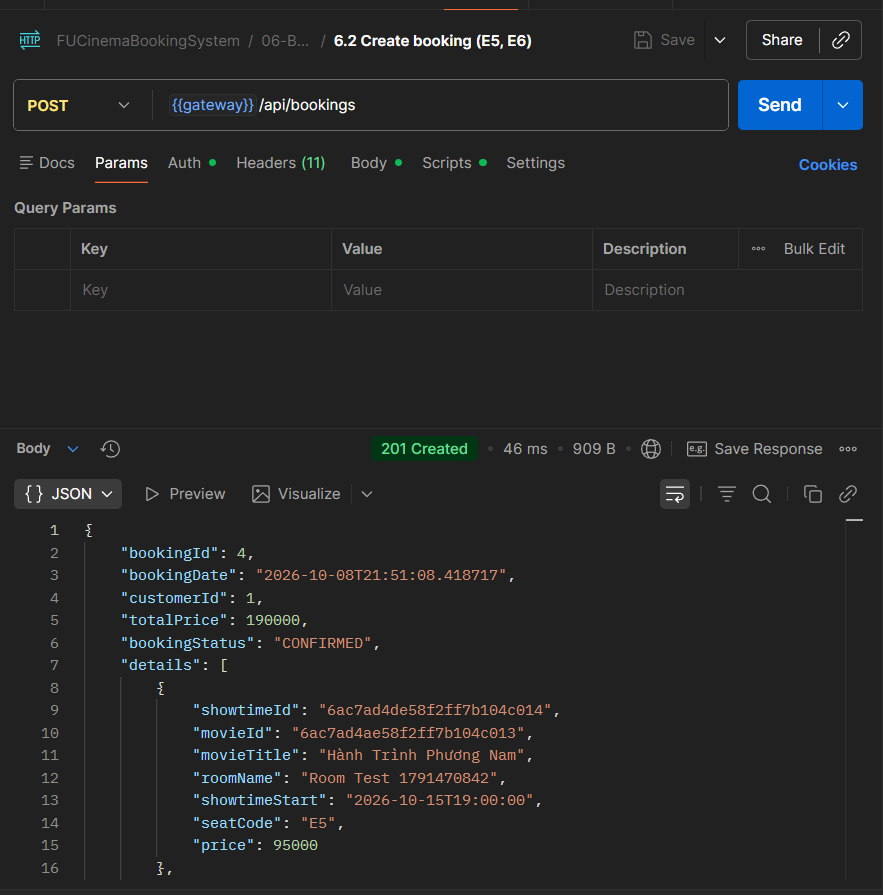 HTTP FUCinemaBookingSystem / 06-B... / 6.2 Create booking (E5, E6) Save Share
POST {{gateway}} /api/bookings Send
Docs Params Auth Headers (11) Body Scripts Settings Cookies
Query Params
Key Value Description Bulk Edit
Key Value Description
Body 201 Created 46 ms 909 B e.g. Save Response
{} JSON Preview Visualize
1 {
2 "bookingId": 4,
3 "bookingDate": "2026-10-08T21:51:08.418717",
4 "customerId": 1,
5 "totalPrice": 190000,
6 "bookingStatus": "CONFIRMED",
7 "details": [
8 {
9 "showtimeId": "6ac7ad4de58f2ff7b104c014",
10 "movieId": "6ac7ad4ae58f2ff7b104c013",
11 "movieTitle": "Hành Trình Phương Nam",
12 "roomName": "Room Test 1791470842",
13 "showtimeStart": "2026-10-15T19:00:00",
14 "seatCode": "E5",
15 "price": 95000
16 },